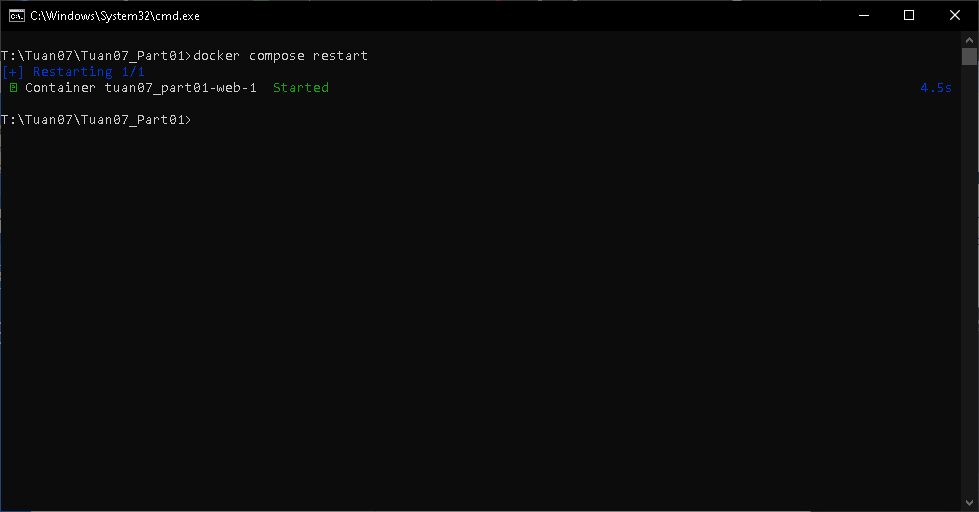 C:\Windows\System32\cmd.exe
T:\Tuan07\Tuan07_Part01>docker compose restart
[+] Restarting 1/1
Container tuan07_part01-web-1 Started 4.5s
T:\Tuan07\Tuan07_Part01>